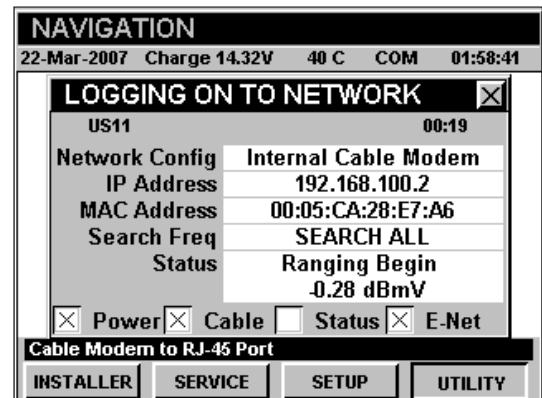 NAVIGATION
22-Mar-2007 Charge 14.32V 40 C COM 01:58:41
LOGGING ON TO NETWORK
US11 00:19
Network Config Internal Cable Modem
IP Address 192.168.100.2
MAC Address 00:05:CA:28:E7:A6
Search Freq SEARCH ALL
Status Ranging Begin
-0.28 dBmV
Power Cable Status E-Net
Cable Modem to RJ-45 Port
INSTALLER SERVICE SETUP UTILITY